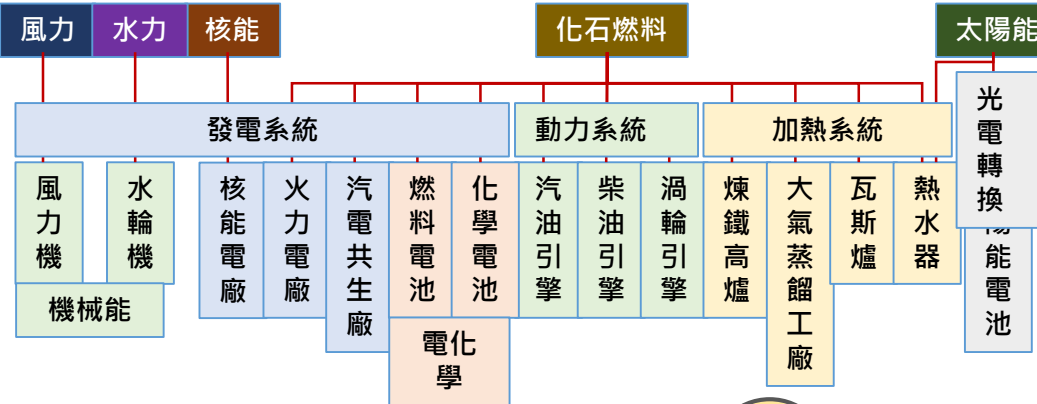 風力
水力
核能
化石燃料
太陽能
發電系統
動力系統
加熱系統
光電轉換
風力機
水輪機
核能電廠
火力電廠
汽電共生廠
燃料電池
化學電池
汽油引擎
柴油引擎
渦輪引擎
煉鐵高爐
大氣蒸餾工廠
瓦斯爐
熱水器
能電池
機械能
電化
學